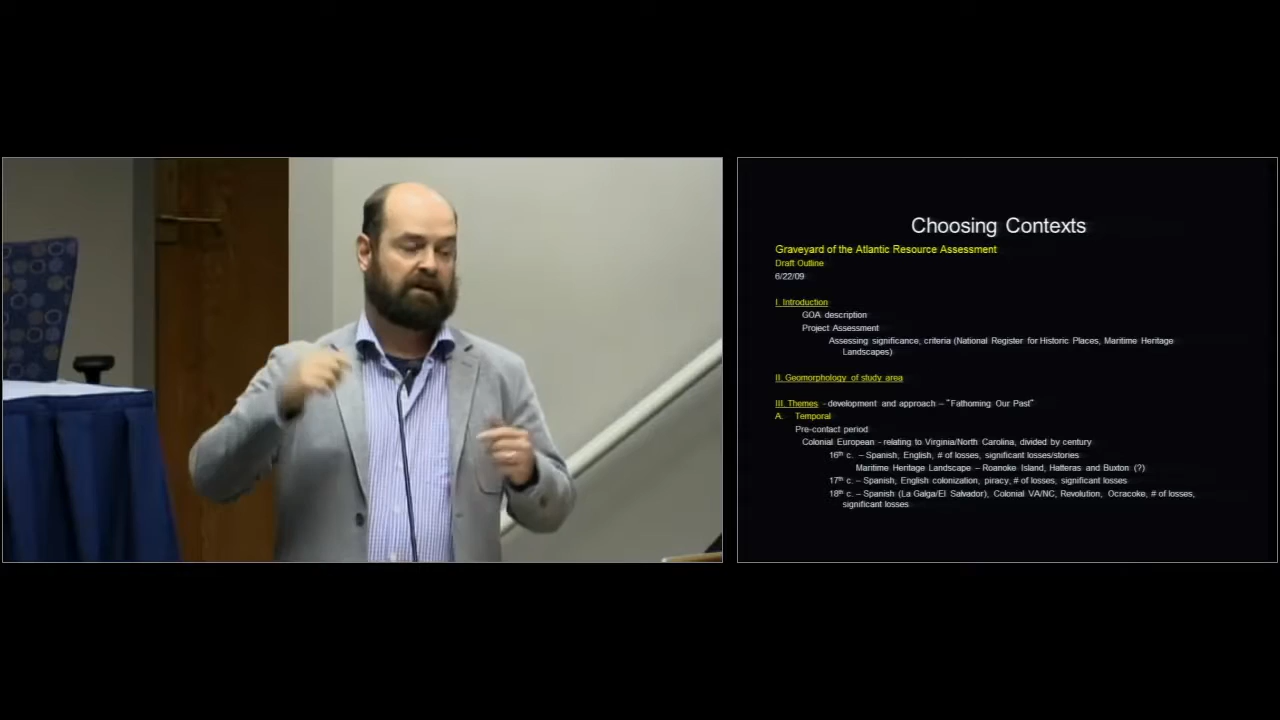 Choosing Contexts
Graveyard of the Atlantic Resource Assessment
Draft Outline
6/22/09
I. Introduction
GOA description
Project Assessment
Assessing significance, criteria (National Register for Historic Places, Maritime Heritage
Landscapes)
II. Geomorphology of study area
III. Themes - development and approach – "Fathoming Our Past"
A. Temporal
Pre-contact period
Colonial European - relating to Virginia/North Carolina, divided by century
16th c. – Spanish, English, # of losses, significant losses/stories
Maritime Heritage Landscape – Roanoke Island, Hatteras and Buxton (?)
17th c. – Spanish, English colonization, piracy, # of losses, significant losses
18th c. – Spanish (La Galga/El Salvador), Colonial VA/NC, Revolution, Ocracoke, # of losses,
significant losses